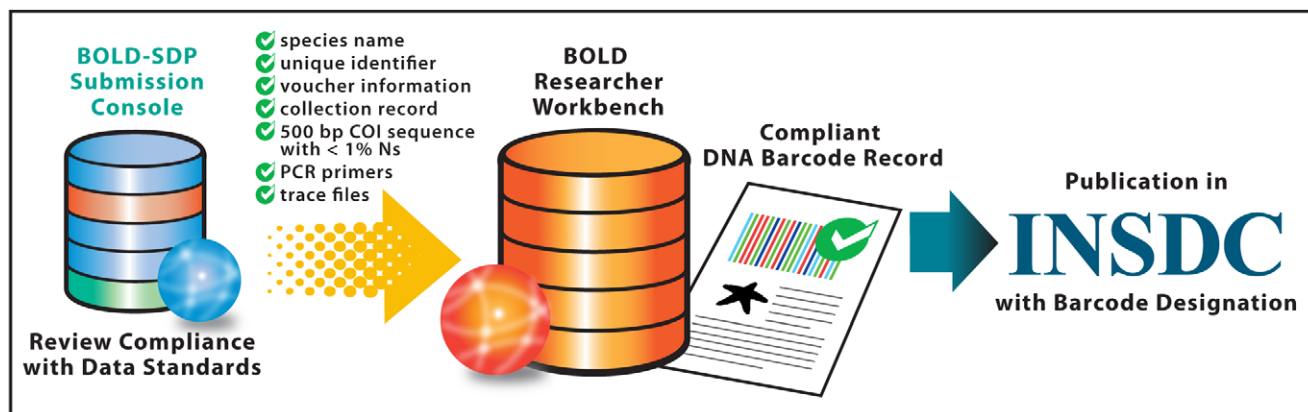 BOLD-SDP
Submission
Console
Review Compliance
with Data Standards
species name
unique identifier
voucher information
collection record
500 bp COI sequence
with < 1% Ns
PCR primers
trace files
BOLD
Researcher
Workbench
Compliant
DNA Barcode Record
Publication in
INSDC
with Barcode Designation